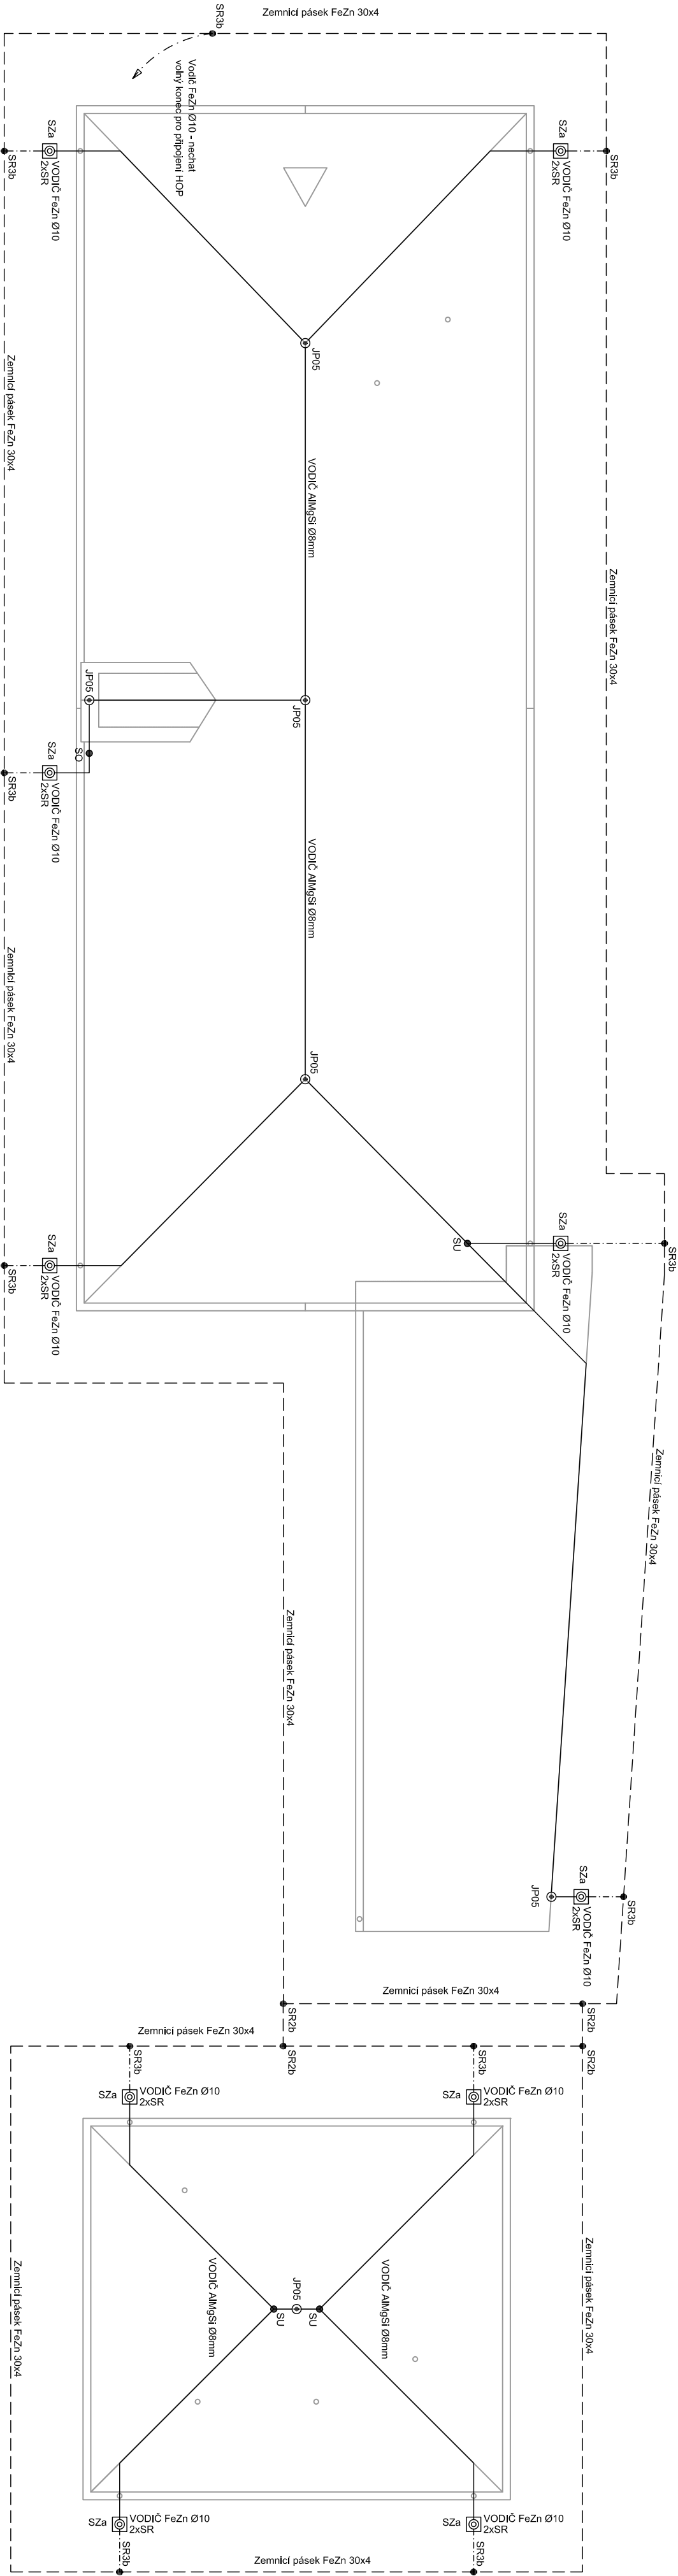 Zemnicí pásek FeZn 30x4
SR3b
Vodič FeZn Ø10 - nechat
volný konec pro připojení HOP
SZa
VODIČ FeZn Ø10
2xSR
SR3b
SZa
VODIČ FeZn Ø10
2xSR
SR3b
JP05
Zemnicí pásek FeZn 30x4
VODIČ AlMgSi Ø8mm
Zemnicí pásek FeZn 30x4
JP05
JP05
SO
SZa
VODIČ FeZn Ø10
2xSR
SR3b
VODIČ AlMgSi Ø8mm
Zemnicí pásek FeZn 30x4
JP05
SZa
VODIČ FeZn Ø10
2xSR
SR3b
SU
SZa
VODIČ FeZn Ø10
2xSR
SR3b
Zemnicí pásek FeZn 30x4
Zemnicí pásek FeZn 30x4
JP05
SZa
VODIČ FeZn Ø10
2xSR
SR3b
Zemnicí pásek FeZn 30x4
SR2b
SR2b
Zemnicí pásek FeZn 30x4
SR2b
SR2b
SR3b
SR3b
SZa
VODIČ FeZn Ø10
2xSR
SZa
VODIČ FeZn Ø10
2xSR
Zemnicí pásek FeZn 30x4
VODIČ AlMgSi Ø8mm
SU
JP05
SU
VODIČ AlMgSi Ø8mm
Zemnicí pásek FeZn 30x4
SZa
VODIČ FeZn Ø10
2xSR
SR3b
SZa
VODIČ FeZn Ø10
2xSR
SR3b
Zemnicí pásek FeZn 30x4